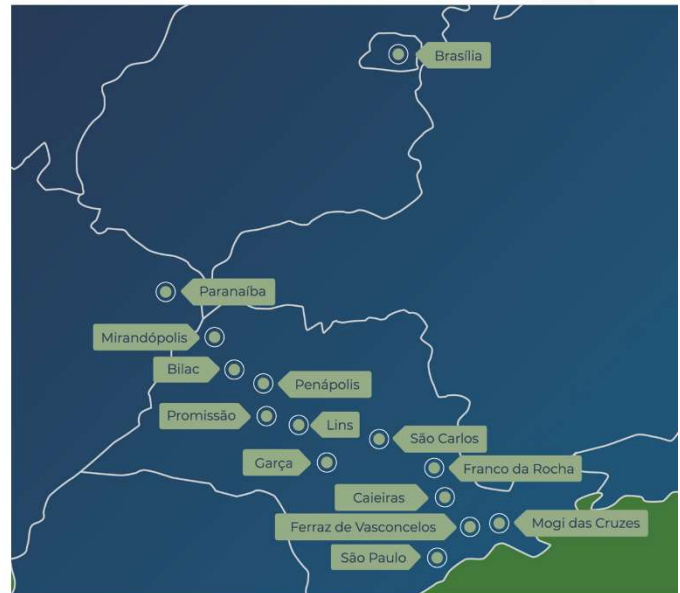 Brasília
Paranaíba
Mirandópolis
Bilac
Penápolis
Promissão
Lins
São Carlos
Garça
Franco da Rocha
Caieiras
Ferraz de Vasconcelos
Mogi das Cruzes
São Paulo